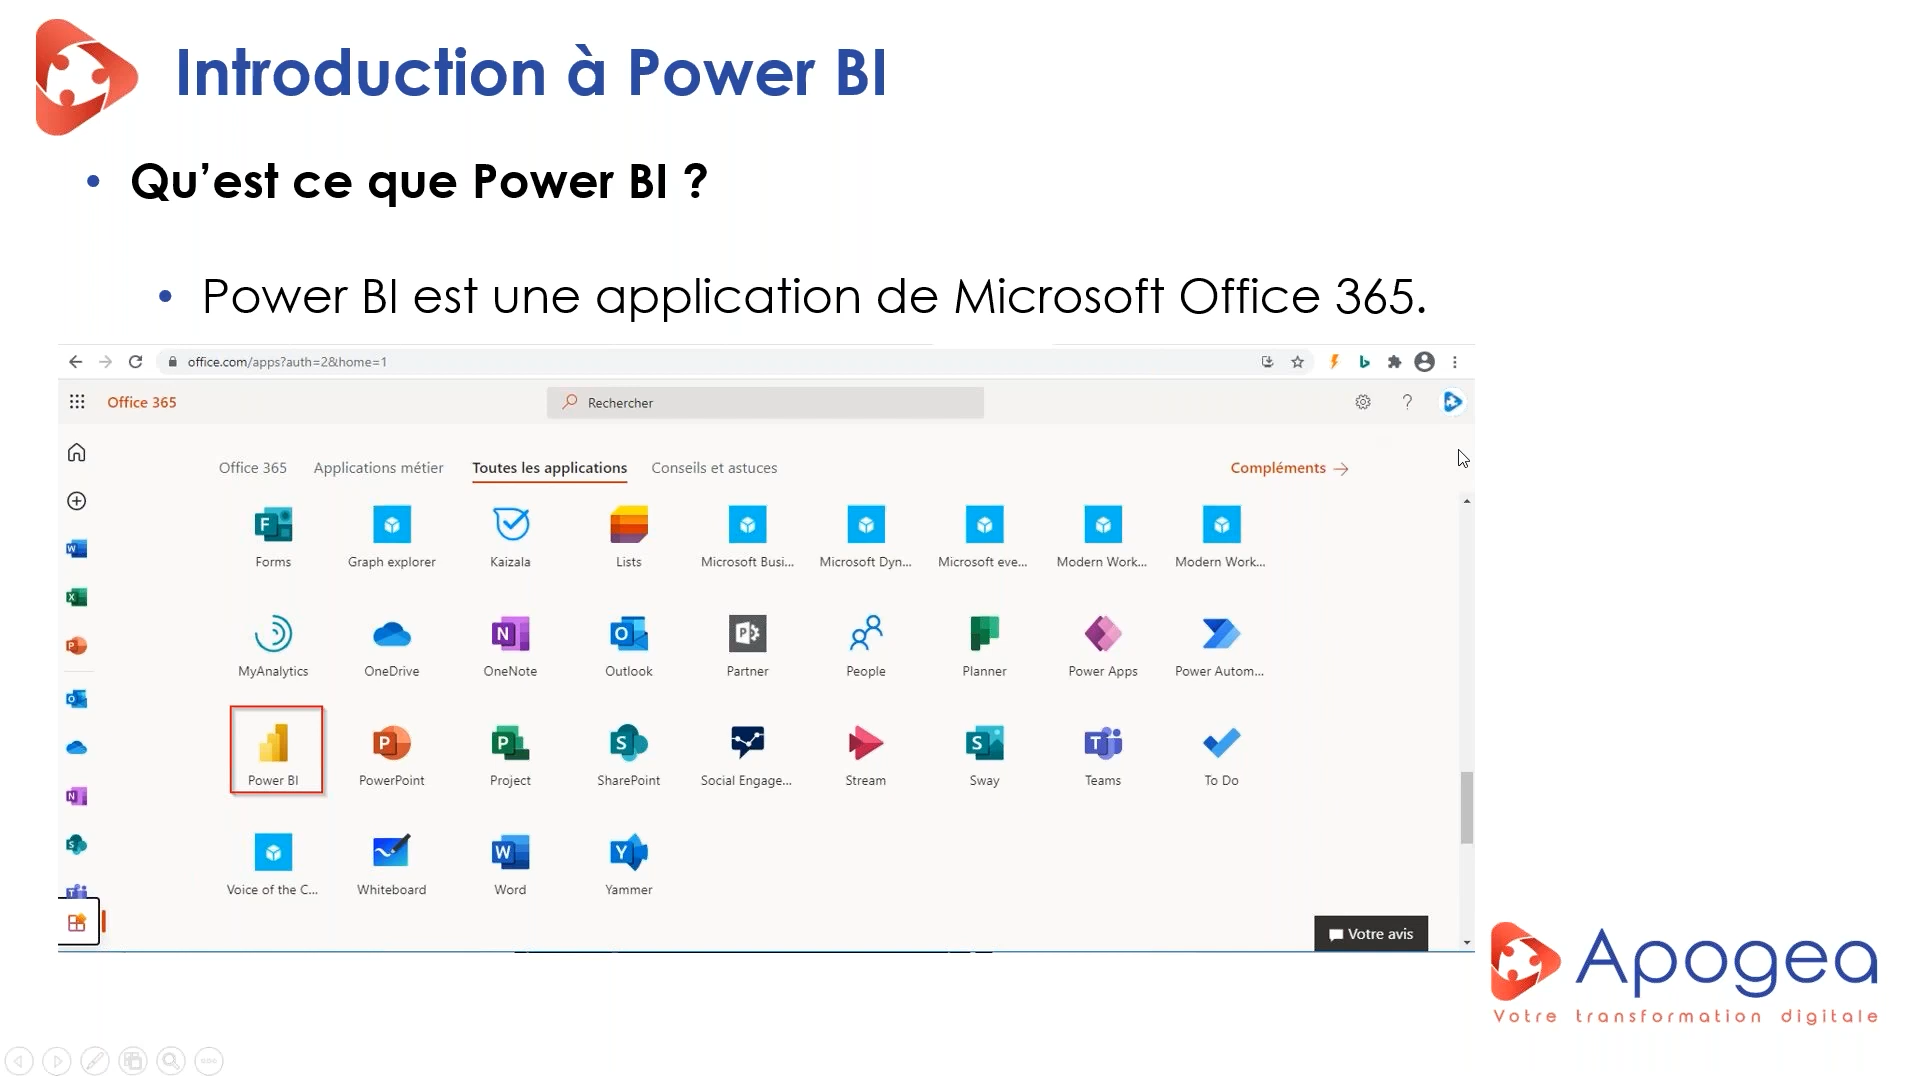 Introduction à Power BI
• Qu’est ce que Power BI ?
• Power BI est une application de Microsoft Office 365.
office.com/apps?auth=2&home=1
Office 365
Rechercher
Office 365 Applications métier Toutes les applications Conseils et astuces Compléments →
Forms Graph explorer Kaizala Lists Microsoft Busi... Microsoft Dyn... Microsoft eve... Modern Work... Modern Work...
MyAnalytics OneDrive OneNote Outlook Partner People Planner Power Apps Power Autom...
Power BI PowerPoint Project SharePoint Social Engage... Stream Sway Teams To Do
Voice of the C... Whiteboard Word Yammer
Votre avis
Apogea
Votre transformation digitale